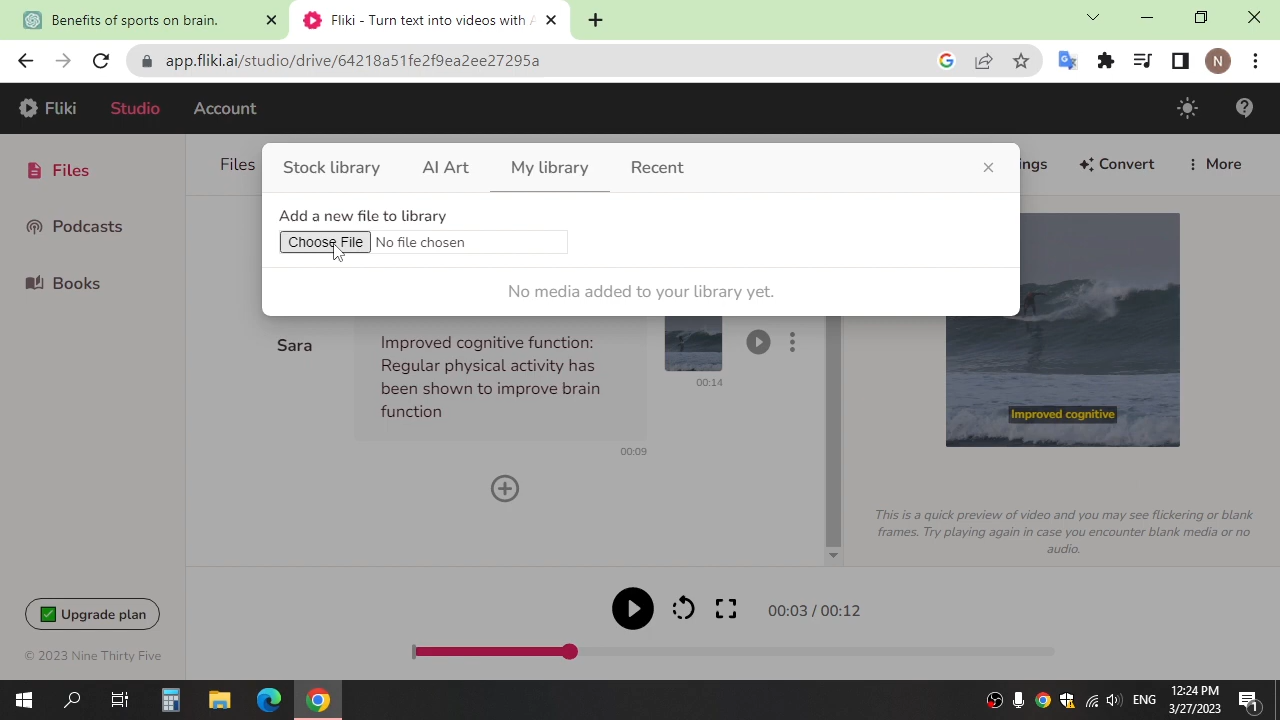 Benefits of sports on brain.
Fliki - Turn text into videos with A
app.fliki.ai/studio/drive/64218a51fe2f9ea2ec27295a
N
Fliki
Studio
Account
Files
Podcasts
Books
Files
ings
Convert
More
Stock library
AI Art
My library
Recent
Add a new file to library
Choose File
No file chosen
No media added to your library yet.
Sara
Improved cognitive function:
Regular physical activity has
been shown to improve brain
function
00:14
00:09
Improved cognitive
This is a quick preview of video and you may see flickering or blank
frames. Try playing again in case you encounter blank media or no
audio.
Upgrade plan
© 2023 Nine Thirty Five
00:03 / 00:12
ENG
12:24 PM
3/27/2023
1